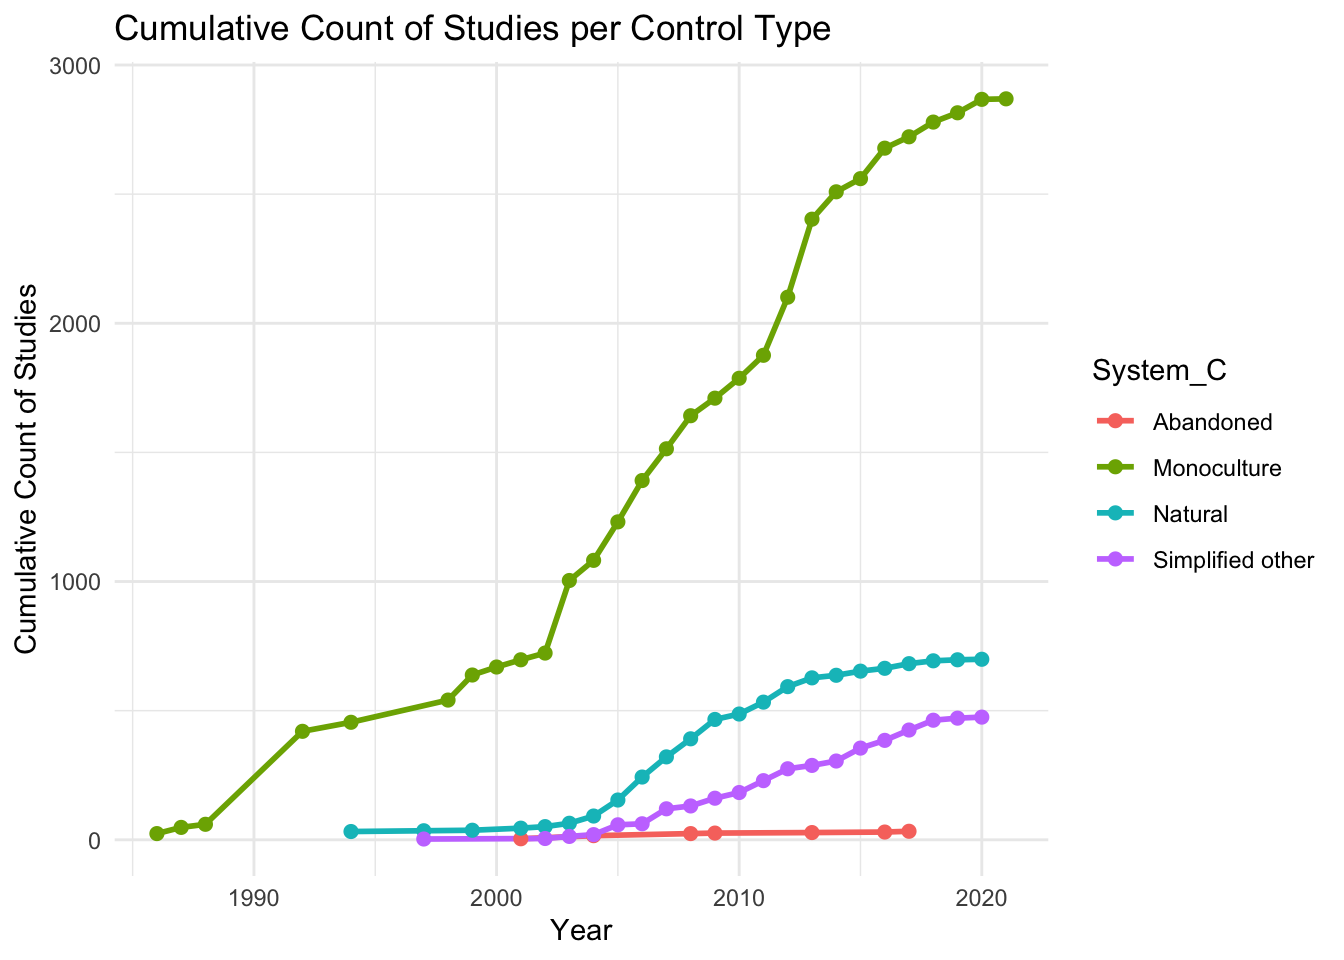 Cumulative Count of Studies per Control Type
Cumulative Count of Studies
3000
2000
1000
0
1990 2000 2010 2020
Year
System_C
Abandoned
Monoculture
Natural
Simplified other